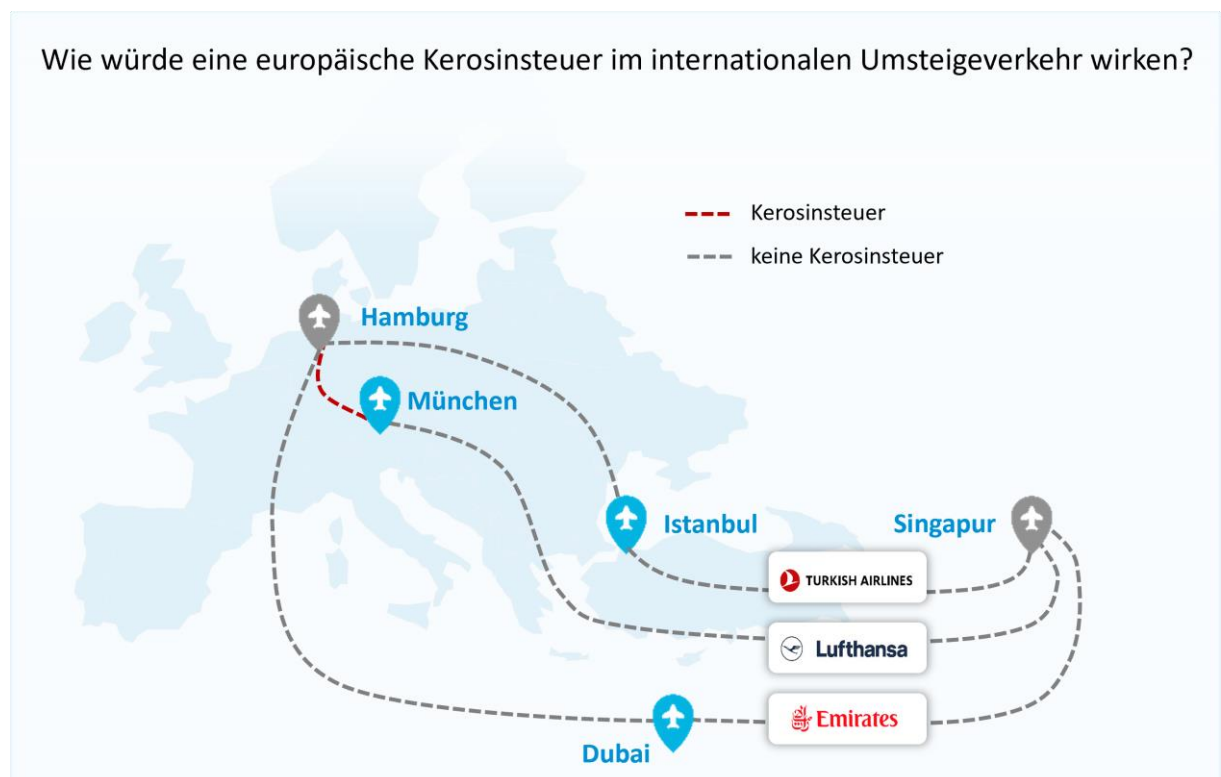 Wie würde eine europäische Kerosinsteuer im internationalen Umsteigeverkehr wirken?
Kerosinsteuer
keine Kerosinsteuer
Hamburg
München
Istanbul
Singapur
TURKISH AIRLINES
Lufthansa
Emirates
Dubai